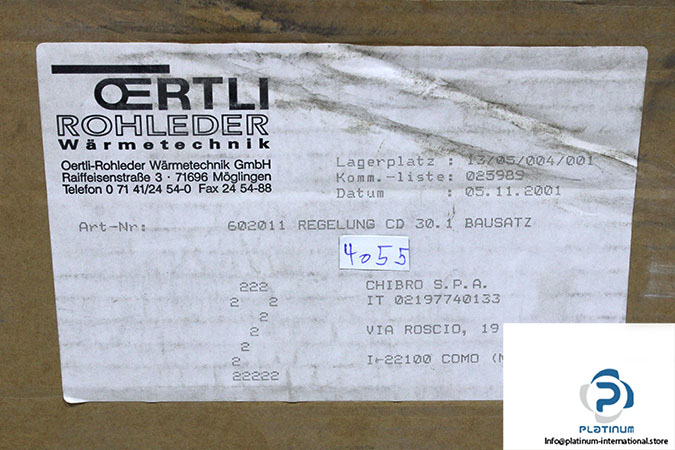 OERTLI
ROHLEDER
Wärmetechnik
Oertli-Rohleder Wärmetechnik GmbH
Raiffeisenstraße 3 · 71696 Möglingen
Telefon 0 71 41/24 54-0 Fax 24 54-88
Lagerplatz : 13/05/004/001
Komm.-liste: 025989
Datum : 05.11.2001
Art-Nr: 602011 REGELUNG CD 30.1 BAUSATZ
4055
222
2 2
2
2
2
2
22222
CHIBRO S.P.A.
IT 02197740133
VIA ROSCIO, 19
I-22100 COMO (
PLATINUM
Info@platinum-international.store